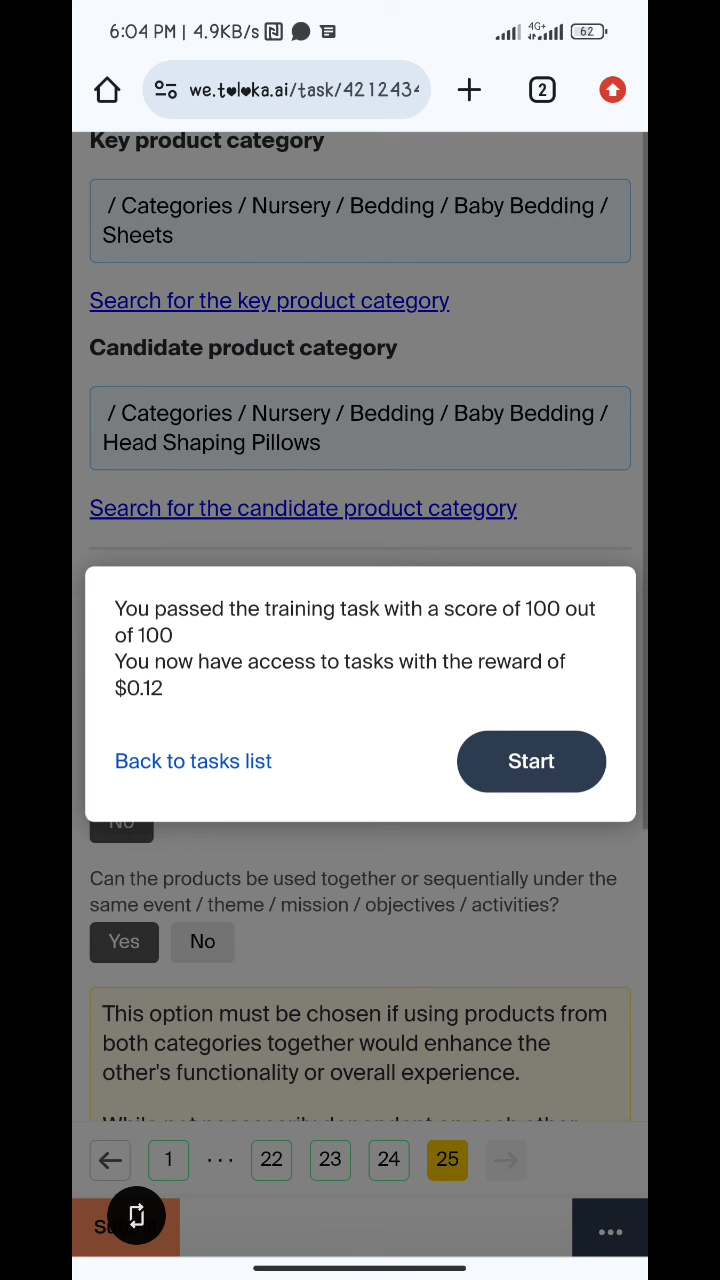 6:04 PM | 4.9KB/s
4G+
62
we.t♥l♥ka.ai/task/4212434
2
Key product category
/ Categories / Nursery / Bedding / Baby Bedding /
Sheets
Search for the key product category
Candidate product category
/ Categories / Nursery / Bedding / Baby Bedding /
Head Shaping Pillows
Search for the candidate product category
You passed the training task with a score of 100 out
of 100
You now have access to tasks with the reward of
$0.12
Back to tasks list
Start
No
Can the products be used together or sequentially under the
same event / theme / mission / objectives / activities?
Yes
No
This option must be chosen if using products from
both categories together would enhance the
other's functionality or overall experience.
1
...
22
23
24
25